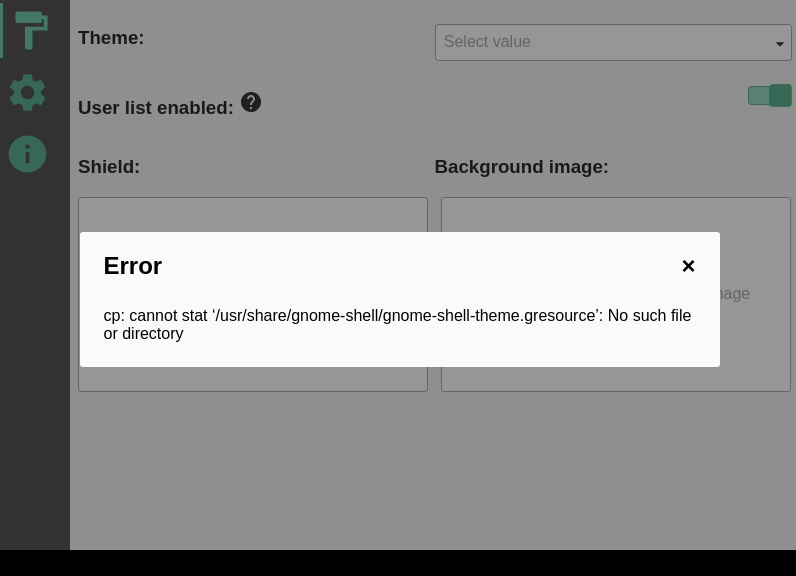 Theme:
Select value
User list enabled:
Shield:
Background image:
Error
×
cp: cannot stat ‘/usr/share/gnome-shell/gnome-shell-theme.gresource’: No such file
or directory